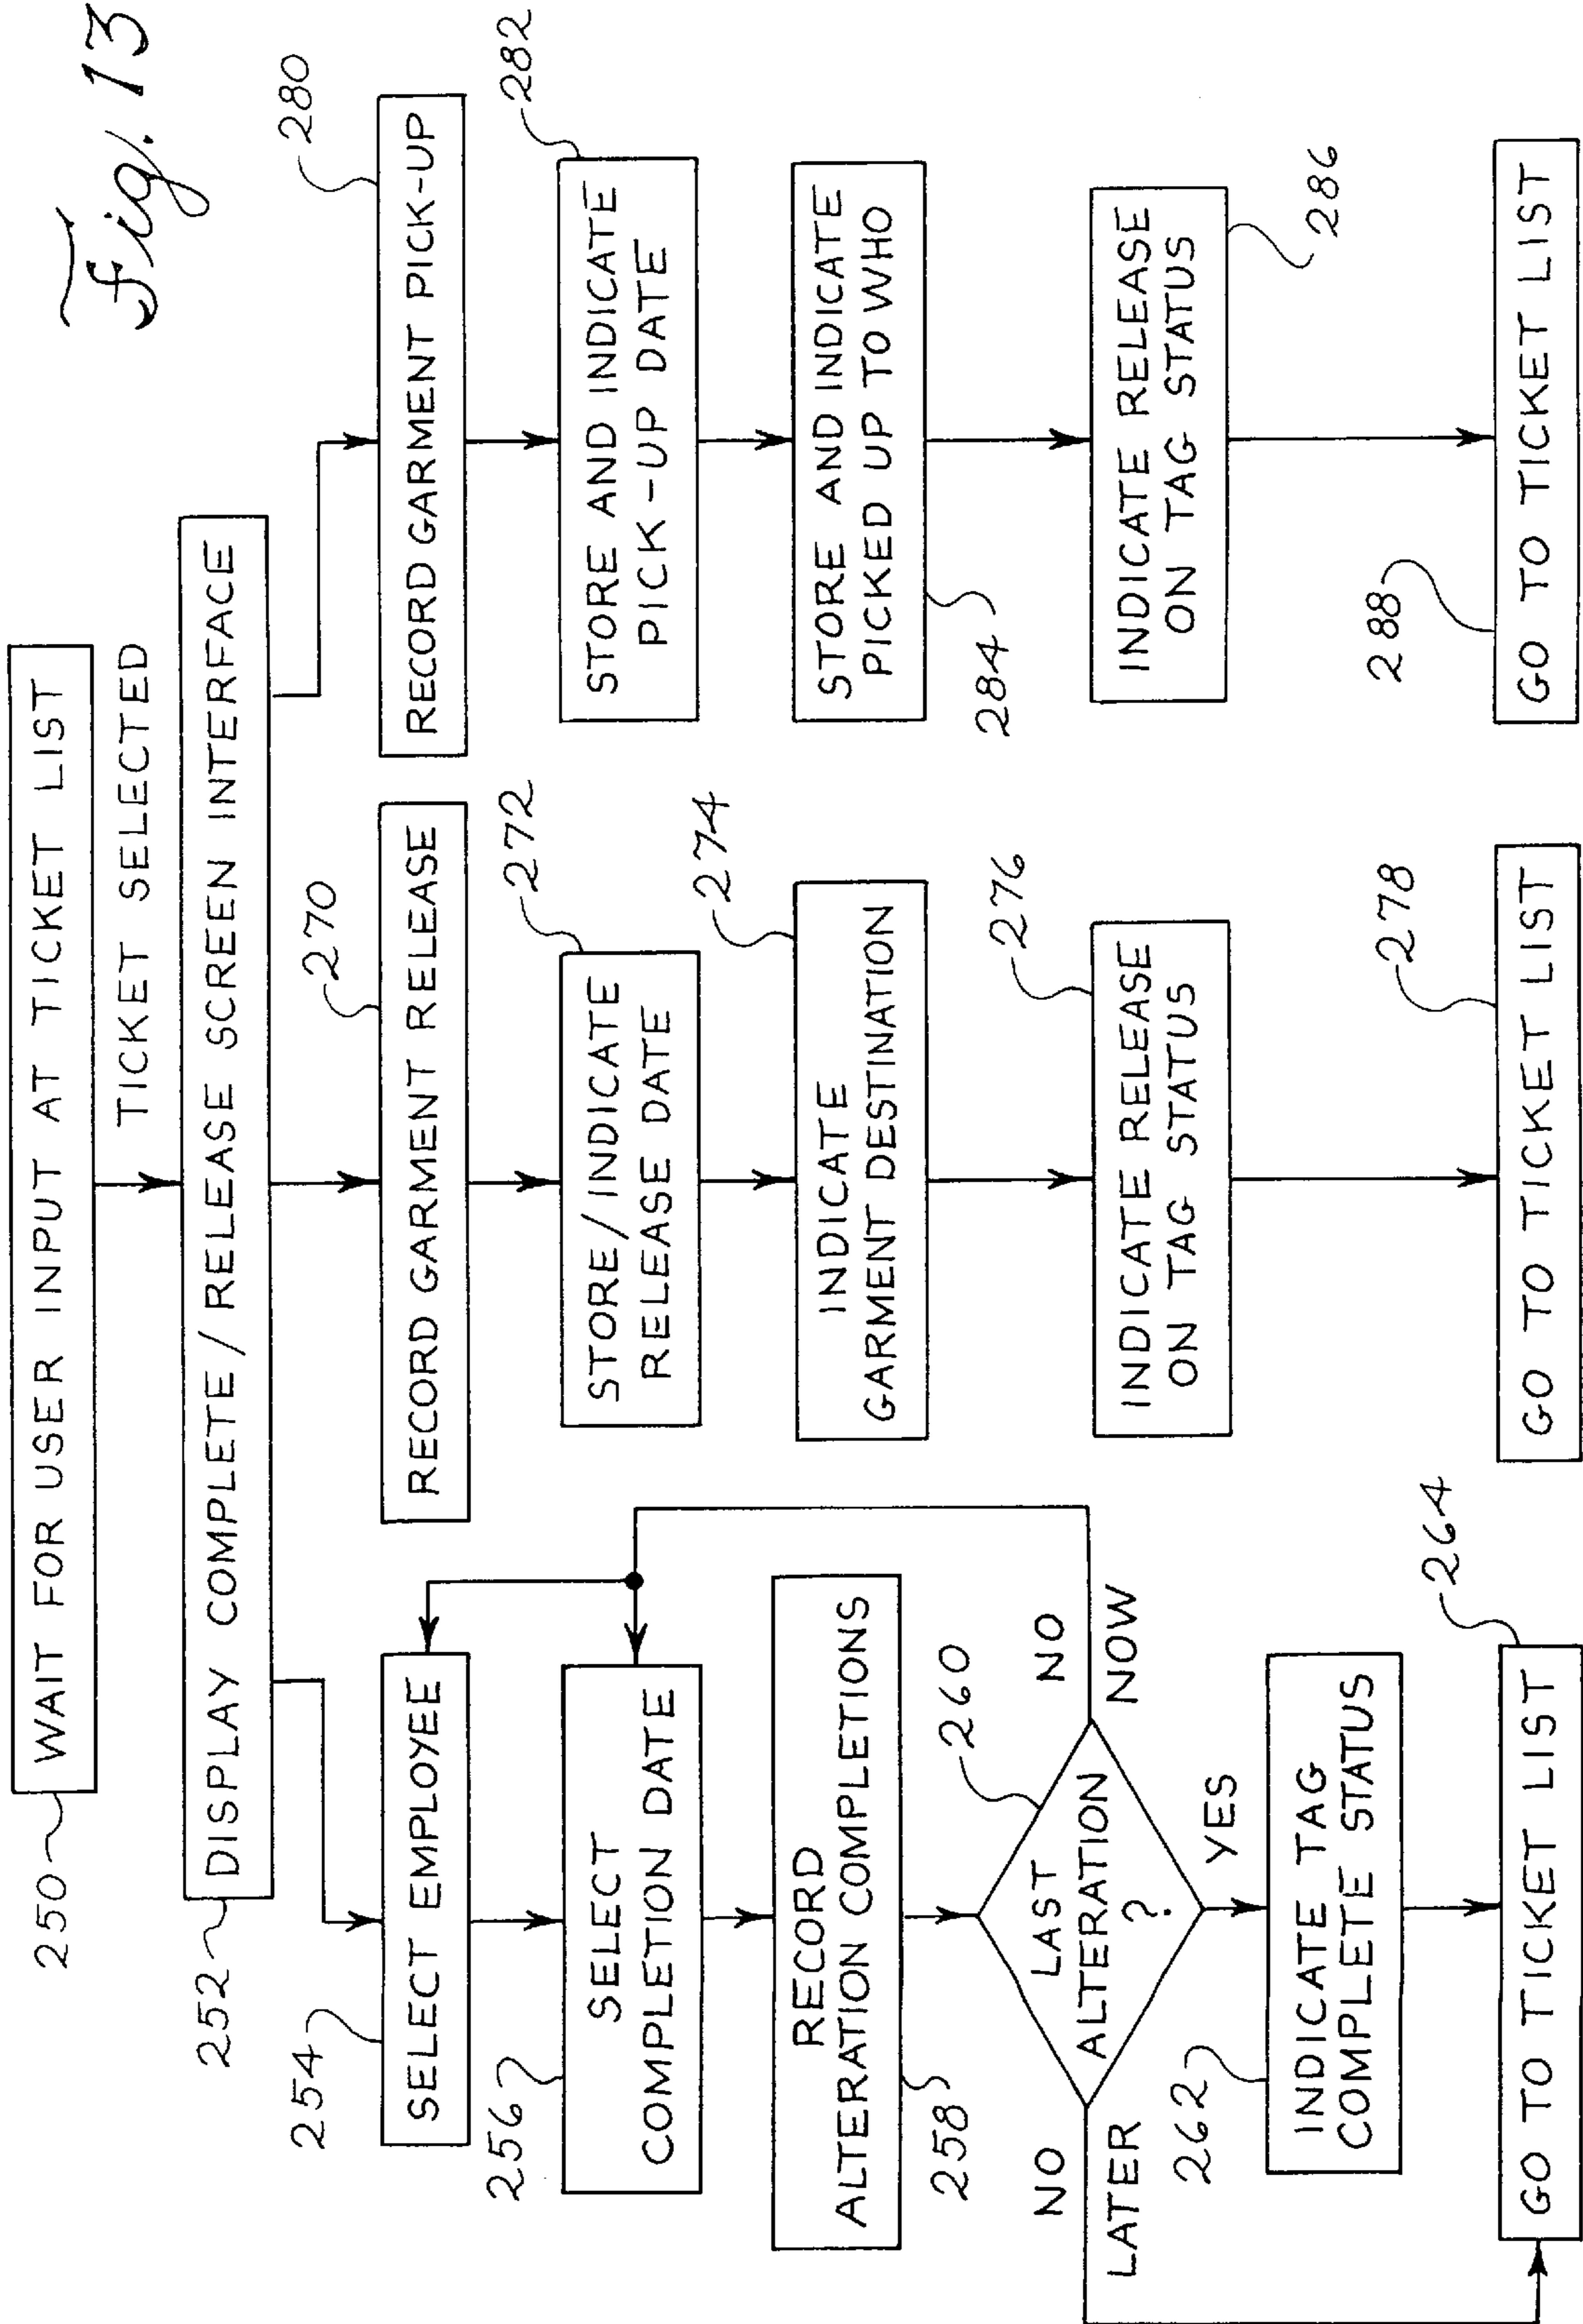 Fig. 13
250
WAIT FOR USER INPUT AT TICKET LIST
TICKET SELECTED
252
DISPLAY COMPLETE/RELEASE SCREEN INTERFACE
254
SELECT EMPLOYEE
256
SELECT
COMPLETION DATE
RECORD
ALTERATION COMPLETIONS
258
260
LAST
ALTERATION
?
NO
NOW
NO
LATER
YES
262
INDICATE TAG
COMPLETE STATUS
264
GO TO TICKET LIST
270
RECORD GARMENT RELEASE
272
STORE/INDICATE
RELEASE DATE
274
INDICATE
GARMENT DESTINATION
276
INDICATE RELEASE
ON TAG STATUS
278
GO TO TICKET LIST
280
RECORD GARMENT PICK-UP
282
STORE AND INDICATE
PICK-UP DATE
STORE AND INDICATE
PICKED UP TO WHO
284
INDICATE RELEASE
ON TAG STATUS
286
288
GO TO TICKET LIST